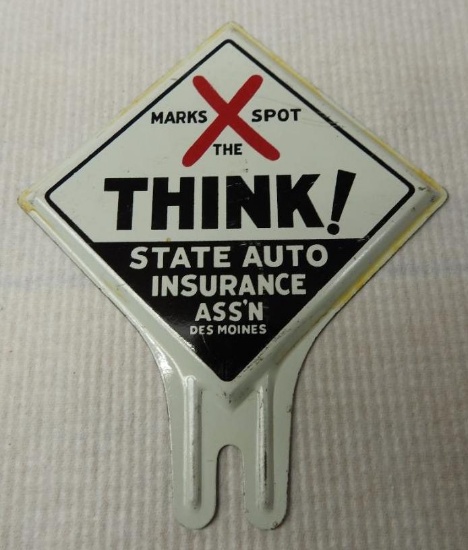 X
MARKS SPOT
THE
THINK!
STATE AUTO
INSURANCE
ASS'N
DES MOINES